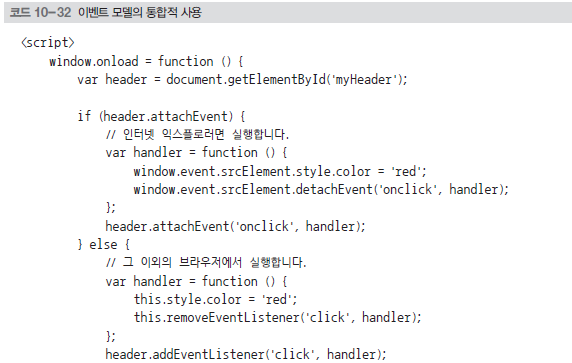 코드 10-32 이벤트 모델의 통합적 사용
<script>
    window.onload = function () {
        var header = document.getElementById('myHeader');

        if (header.attachEvent) {
            // 인터넷 익스플로러면 실행합니다.
            var handler = function () {
                window.event.srcElement.style.color = 'red';
                window.event.srcElement.detachEvent('onclick', handler);
            };
            header.attachEvent('onclick', handler);
        } else {
            // 그 이외의 브라우저에서 실행합니다.
            var handler = function () {
                this.style.color = 'red';
                this.removeEventListener('click', handler);
            };
            header.addEventListener('click', handler);